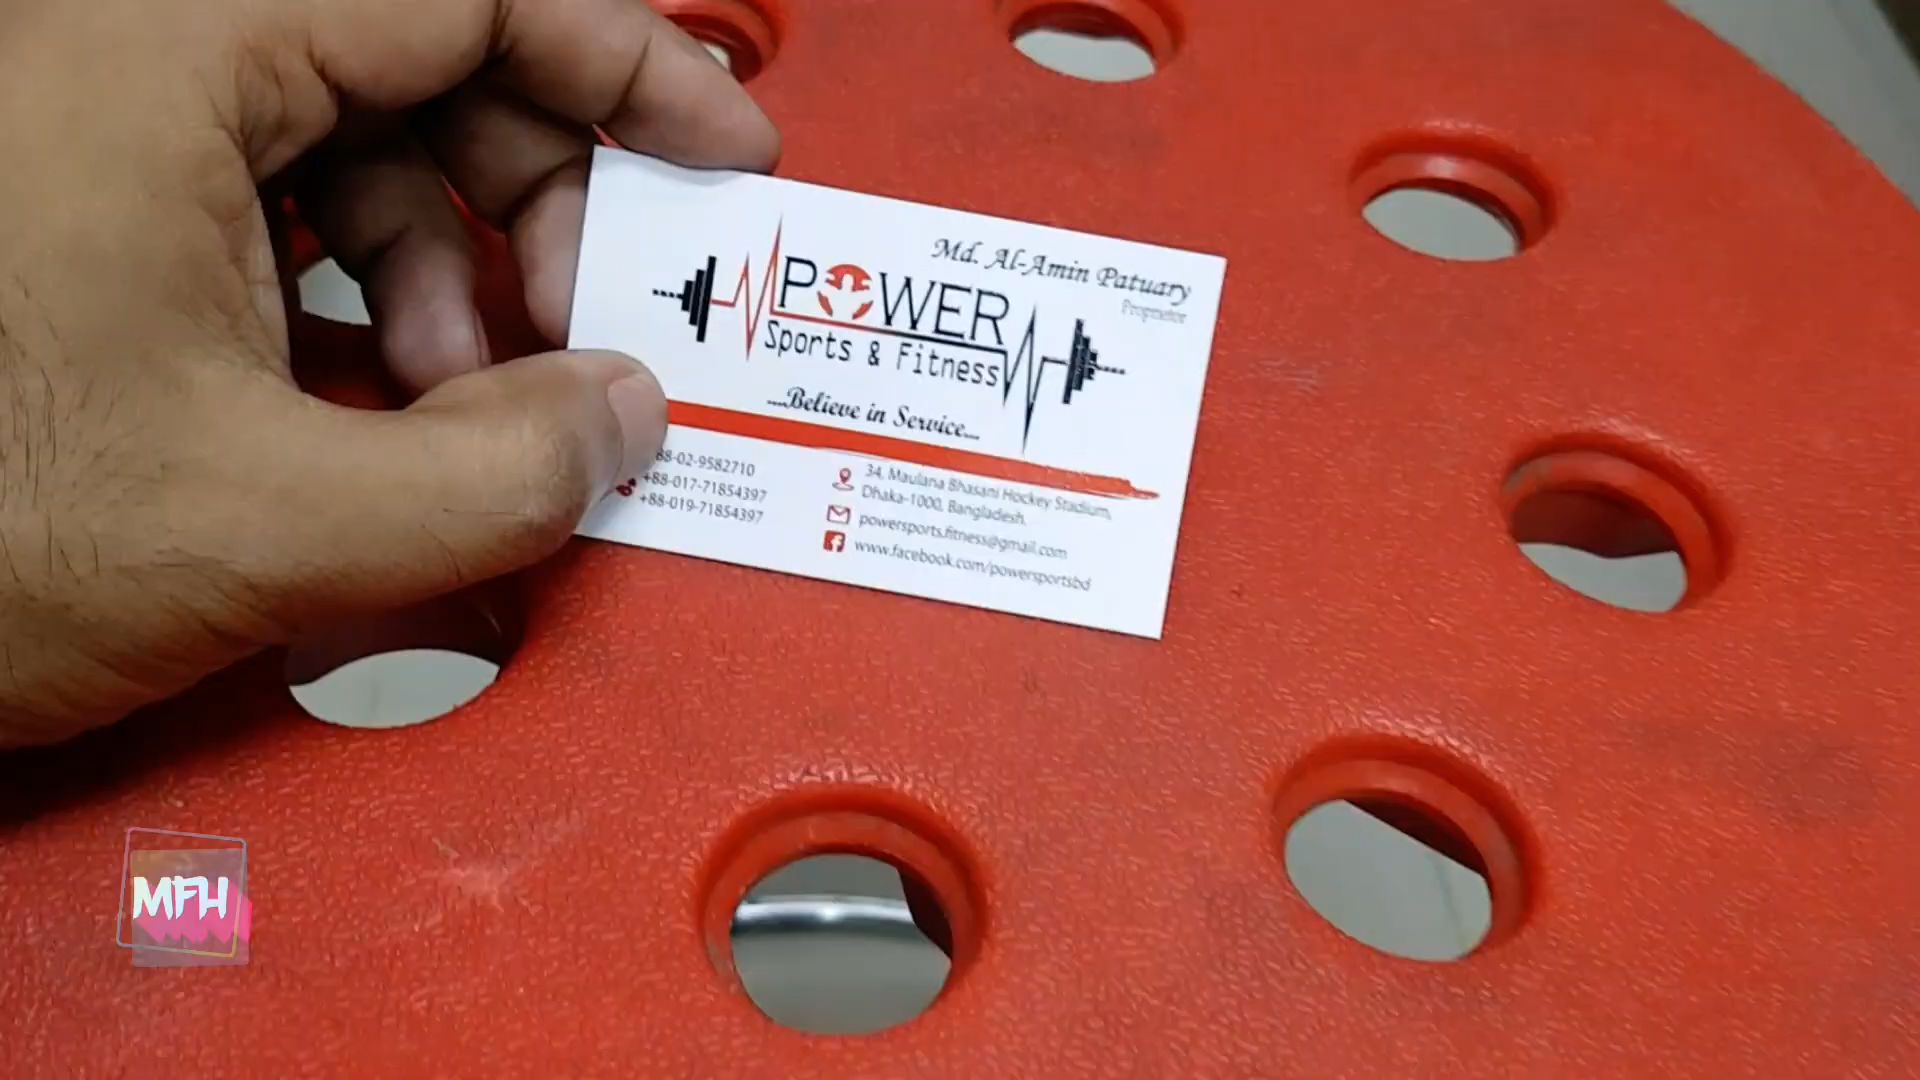 Md. Al-Amin Patuary
Proprietor
POWER
Sports & Fitness
....Believe in Service....
88-02-9582710
+88-017-71854397
+88-019-71854397
34, Maulana Bhasani Hockey Stadium,
Dhaka-1000, Bangladesh.
powersports.fitness@gmail.com
www.facebook.com/powersportsbd
MFH